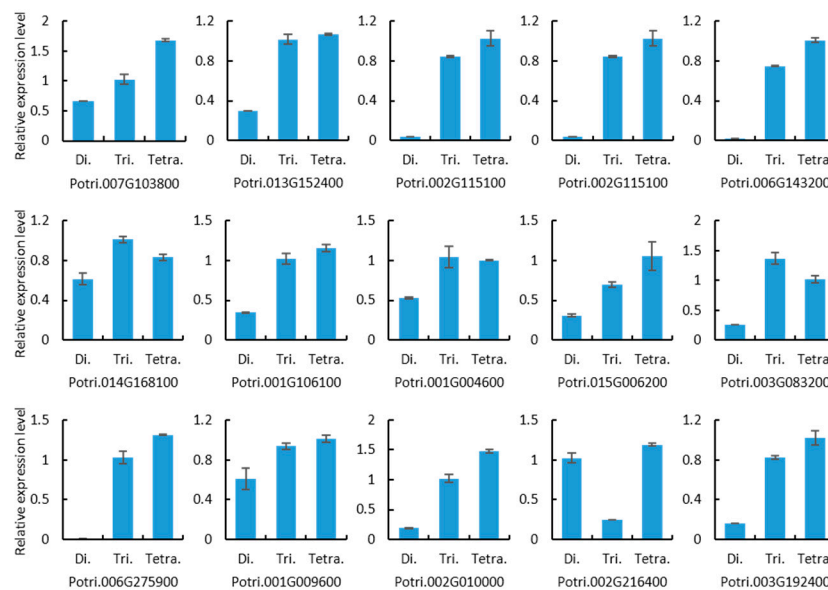 Relative expression level
2
1.5
1
0.5
0
Di. Tri. Tetra.
Potri.007G103800
1.2
0.8
0.4
0
Di. Tri. Tetra.
Potri.013G152400
1.2
0.8
0.4
0
Di. Tri. Tetra.
Potri.002G115100
1.2
0.8
0.4
0
Di. Tri. Tetra.
Potri.002G115100
1.2
0.8
0.4
0
Di. Tri. Tetra.
Potri.006G143200
Relative expression level
1.2
0.8
0.4
0
Di. Tri. Tetra.
Potri.014G168100
1.5
1
0.5
0
Di. Tri. Tetra.
Potri.001G106100
1.5
1
0.5
0
Di. Tri. Tetra.
Potri.001G004600
1.5
1
0.5
0
Di. Tri. Tetra.
Potri.015G006200
2
1.5
1
0.5
0
Di. Tri. Tetra.
Potri.003G083200
Relative expression level
1.5
1
0.5
0
Di. Tri. Tetra.
Potri.006G275900
1.2
0.8
0.4
0
Di. Tri. Tetra.
Potri.001G009600
2
1.5
1
0.5
0
Di. Tri. Tetra.
Potri.002G010000
1.5
1
0.5
0
Di. Tri. Tetra.
Potri.002G216400
1.2
0.8
0.4
0
Di. Tri. Tetra.
Potri.003G192400